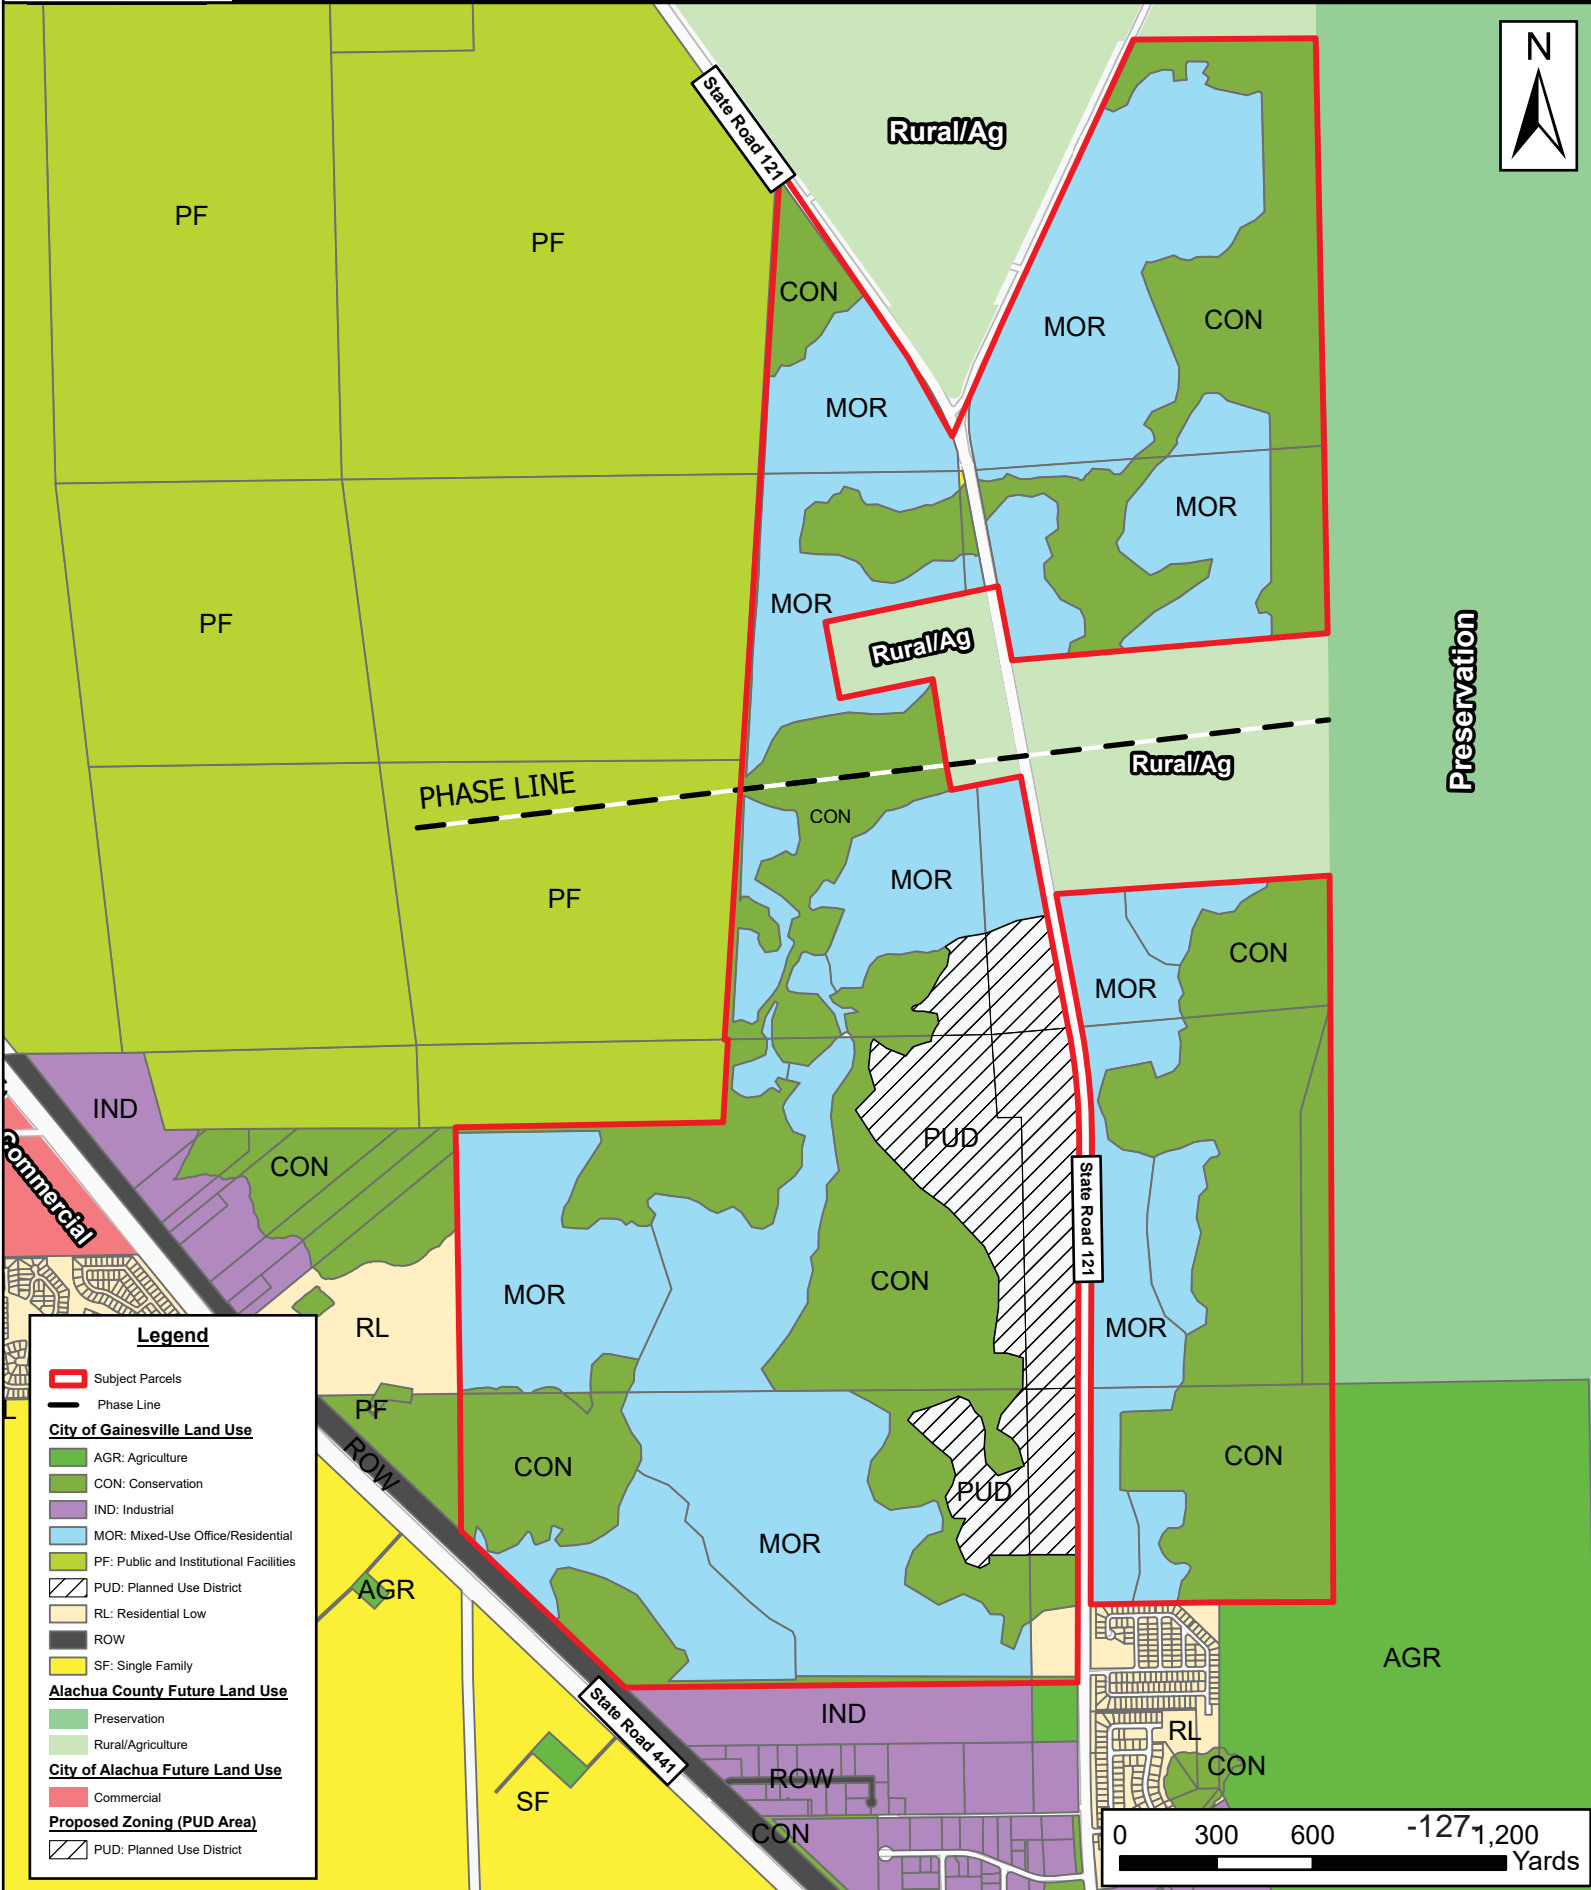 N
State Road 121
Rural/Ag
PF
PF
CON
MOR
CON
MOR
MOR
MOR
PF
Rural/Ag
Preservation
Rural/Ag
PHASE LINE
CON
MOR
PF
CON
MOR
IND
PUD
Commercial
CON
State Road 121
CON
MOR
RL
MOR
PF
ROW
CON
CON
PUD
MOR
AGR
AGR
IND
RL
State Road 441
CON
ROW
SF
CON
Legend
Subject Parcels
Phase Line
City of Gainesville Land Use
AGR: Agriculture
CON: Conservation
IND: Industrial
MOR: Mixed-Use Office/Residential
PF: Public and Institutional Facilities
PUD: Planned Use District
RL: Residential Low
ROW
SF: Single Family
Alachua County Future Land Use
Preservation
Rural/Agriculture
City of Alachua Future Land Use
Commercial
Proposed Zoning (PUD Area)
PUD: Planned Use District
-127-
0 300 600 1,200
Yards